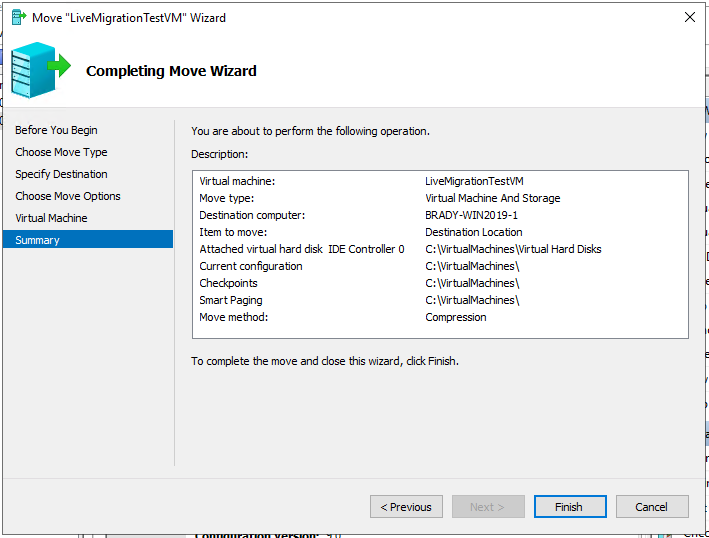 Move "LiveMigrationTestVM" Wizard
Completing Move Wizard
Before You Begin
Choose Move Type
Specify Destination
Choose Move Options
Virtual Machine
Summary
You are about to perform the following operation.
Description:
Virtual machine: LiveMigrationTestVM
Move type: Virtual Machine And Storage
Destination computer: BRADY-WIN2019-1
Item to move: Destination Location
Attached virtual hard disk IDE Controller 0 C:\VirtualMachines\Virtual Hard Disks
Current configuration C:\VirtualMachines\
Checkpoints C:\VirtualMachines\
Smart Paging C:\VirtualMachines\
Move method: Compression
To complete the move and close this wizard, click Finish.
< Previous Next > Finish Cancel